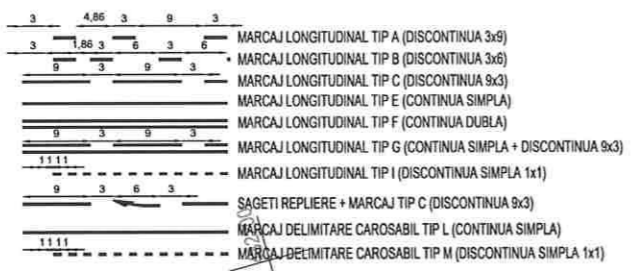 3 4,86 3 9 3
MARCAJ LONGITUDINAL TIP A (DISCONTINUA 3x9)
3 1,86 3 6 3 6
MARCAJ LONGITUDINAL TIP B (DISCONTINUA 3x6)
9 3 9 3
MARCAJ LONGITUDINAL TIP C (DISCONTINUA 9x3)
MARCAJ LONGITUDINAL TIP E (CONTINUA SIMPLA)
MARCAJ LONGITUDINAL TIP F (CONTINUA DUBLA)
9 3 9 3
MARCAJ LONGITUDINAL TIP G (CONTINUA SIMPLA + DISCONTINUA 9x3)
1 1 1 1
MARCAJ LONGITUDINAL TIP I (DISCONTINUA SIMPLA 1x1)
9 3 6 3
SAGETI REPLIERE + MARCAJ TIP C (DISCONTINUA 9x3)
MARCAJ DELIMITARE CAROSABIL TIP L (CONTINUA SIMPLA)
1 1 1 1
MARCAJ DELIMITARE CAROSABIL TIP M (DISCONTINUA SIMPLA 1x1)